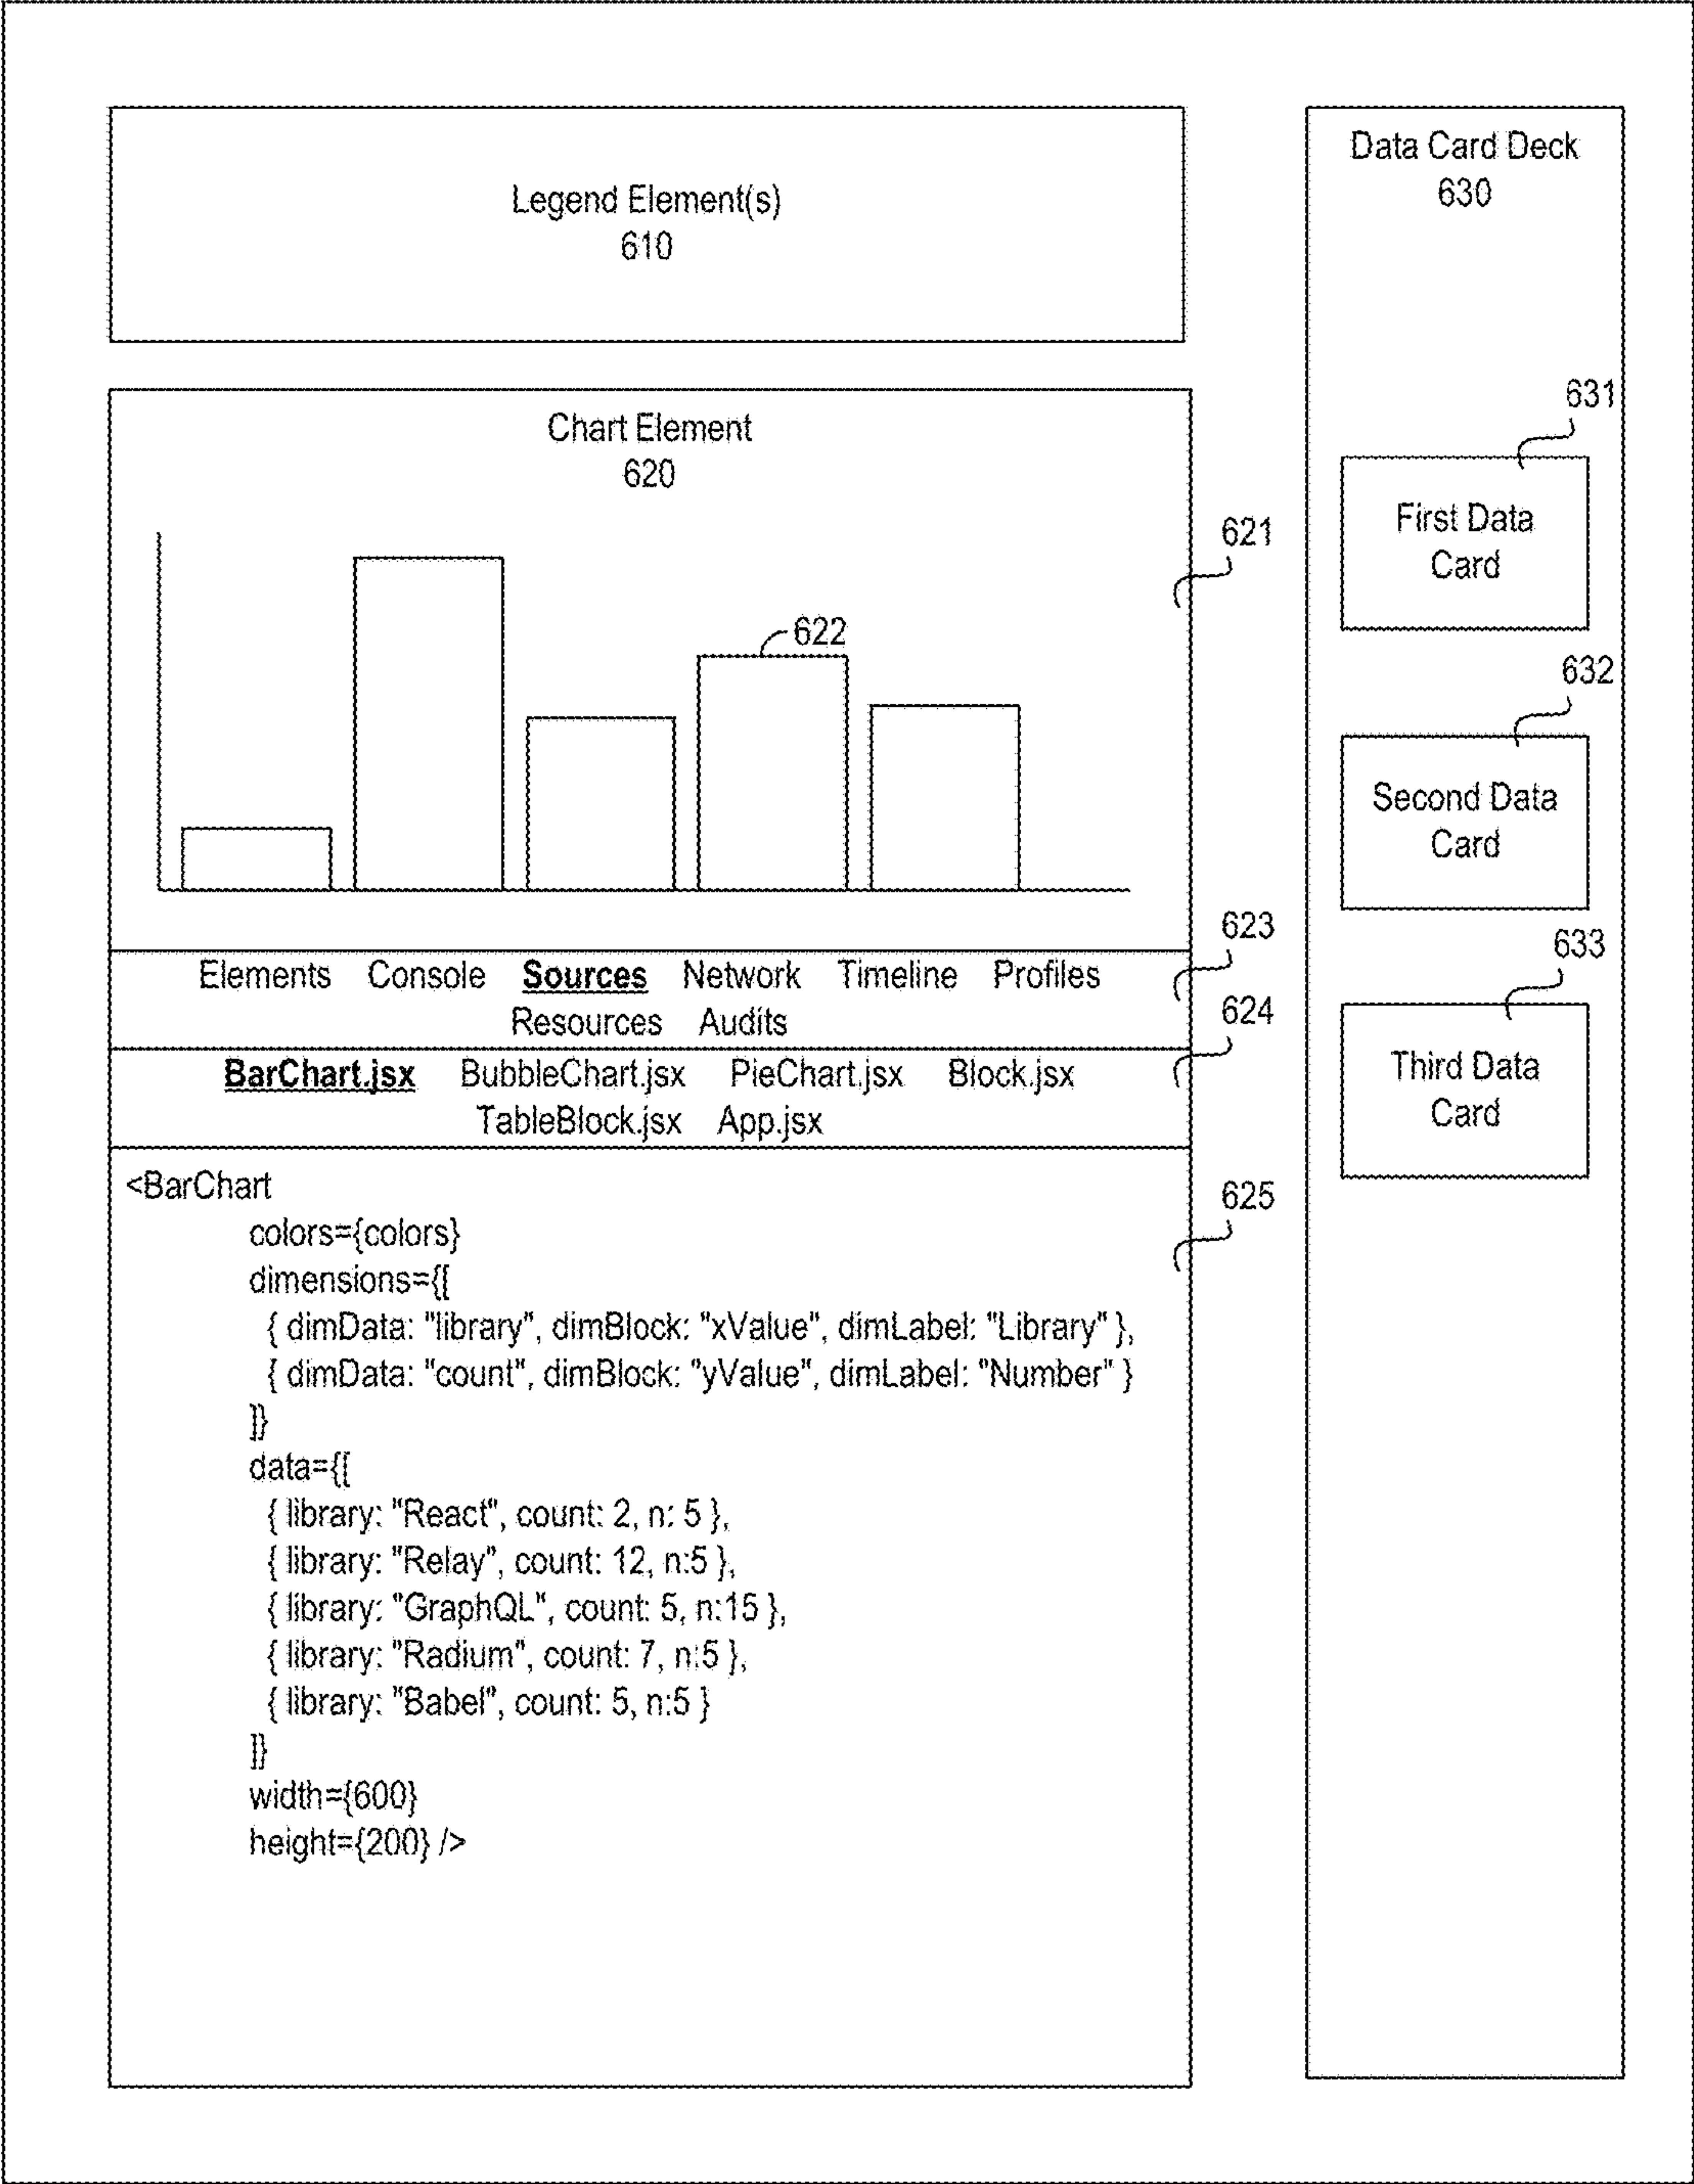 Legend Element(s)
610
Chart Element
620
621
622
623
Elements Console Sources Network Timeline Profiles
Resources Audits
624
BarChart.jsx BubbleChart.jsx PieChart.jsx Block.jsx
TableBlock.jsx App.jsx
625
<BarChart
colors={colors}
dimensions={[
{ dimData: "library", dimBlock: "xValue", dimLabel: "Library" },
{ dimData: "count", dimBlock: "yValue", dimLabel: "Number" }
]}
data={[
{ library: "React", count: 2, n: 5 },
{ library: "Relay", count: 12, n:5 },
{ library: "GraphQL", count: 5, n:15 },
{ library: "Radium", count: 7, n:5 },
{ library: "Babel", count: 5, n:5 }
]}
width={600}
height={200} />
Data Card Deck
630
631
First Data
Card
632
Second Data
Card
633
Third Data
Card